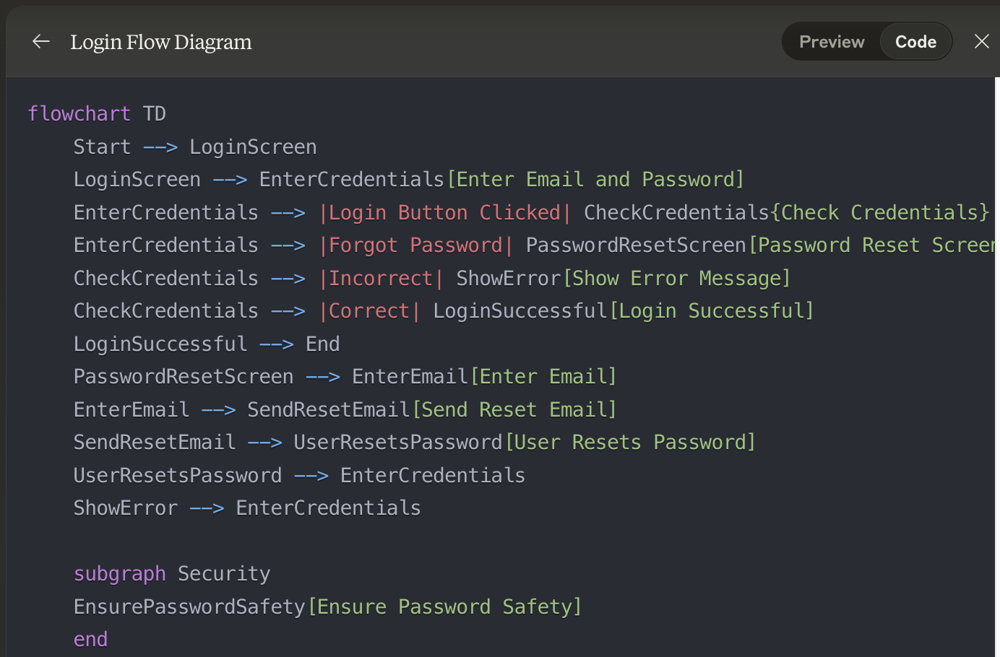 Login Flow Diagram
Preview Code
flowchart TD
Start --> LoginScreen
LoginScreen --> EnterCredentials[Enter Email and Password]
EnterCredentials --> |Login Button Clicked| CheckCredentials{Check Credentials}
EnterCredentials --> |Forgot Password| PasswordResetScreen[Password Reset Screen
CheckCredentials --> |Incorrect| ShowError[Show Error Message]
CheckCredentials --> |Correct| LoginSuccessful[Login Successful]
LoginSuccessful --> End
PasswordResetScreen --> EnterEmail[Enter Email]
EnterEmail --> SendResetEmail[Send Reset Email]
SendResetEmail --> UserResetsPassword[User Resets Password]
UserResetsPassword --> EnterCredentials
ShowError --> EnterCredentials
subgraph Security
EnsurePasswordSafety[Ensure Password Safety]
end